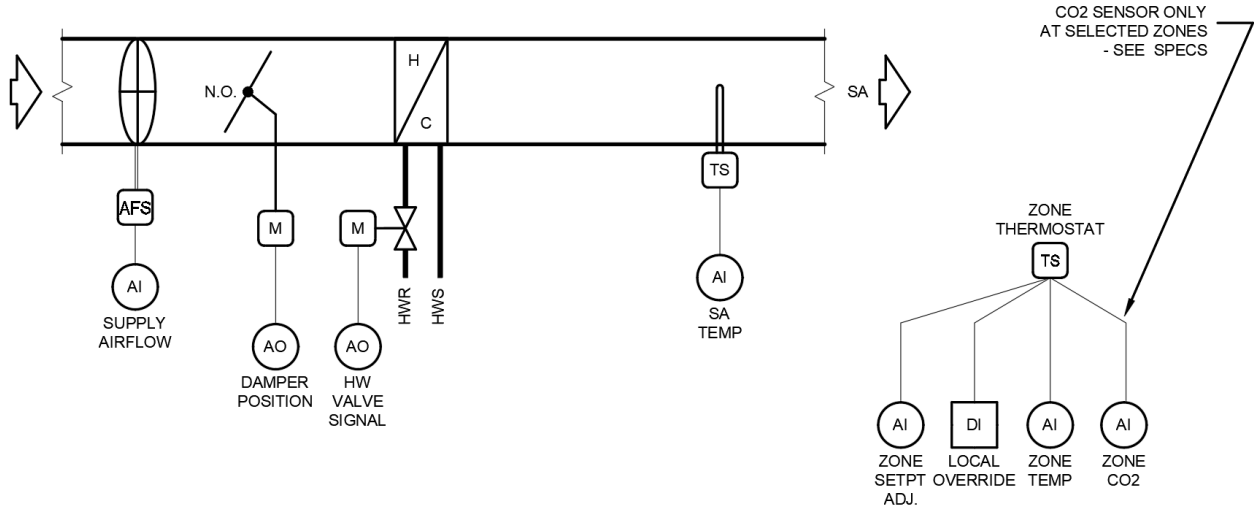 CO2 SENSOR ONLY
AT SELECTED ZONES
- SEE SPECS
H
C
N.O.
SA
AFS
M
M
TS
AI
SUPPLY
AIRFLOW
AO
DAMPER
POSITION
AO
HW
VALVE
SIGNAL
HWR
HWS
AI
SA
TEMP
ZONE
THERMOSTAT
TS
AI
ZONE
SETPT
ADJ.
DI
LOCAL
OVERRIDE
AI
ZONE
TEMP
AI
ZONE
CO2